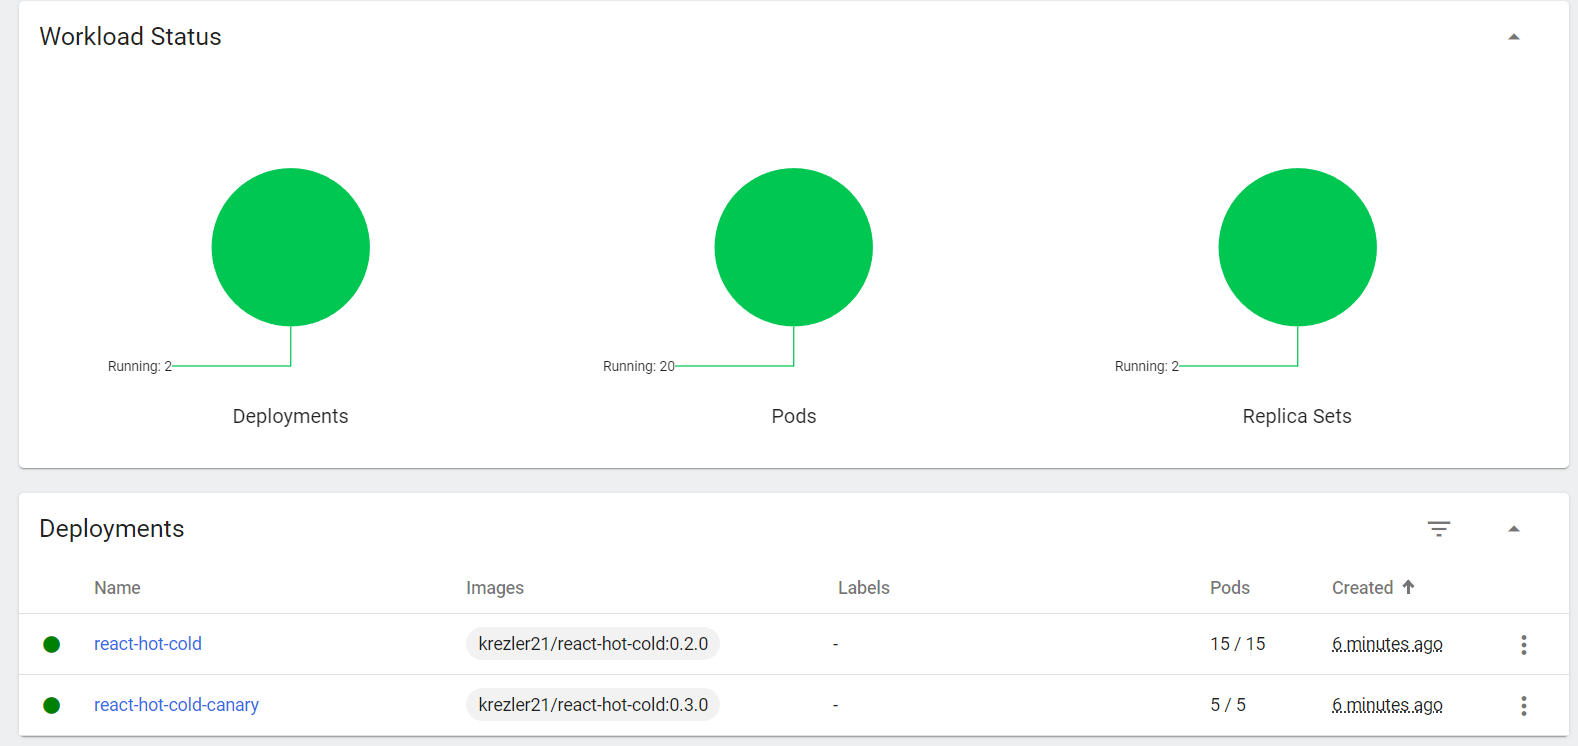 Workload Status
Running: 2
Running: 20
Running: 2
Deployments
Pods
Replica Sets
Deployments
Name Images Labels Pods Created
react-hot-cold krezler21/react-hot-cold:0.2.0 - 15 / 15 6 minutes ago
react-hot-cold-canary krezler21/react-hot-cold:0.3.0 - 5 / 5 6 minutes ago